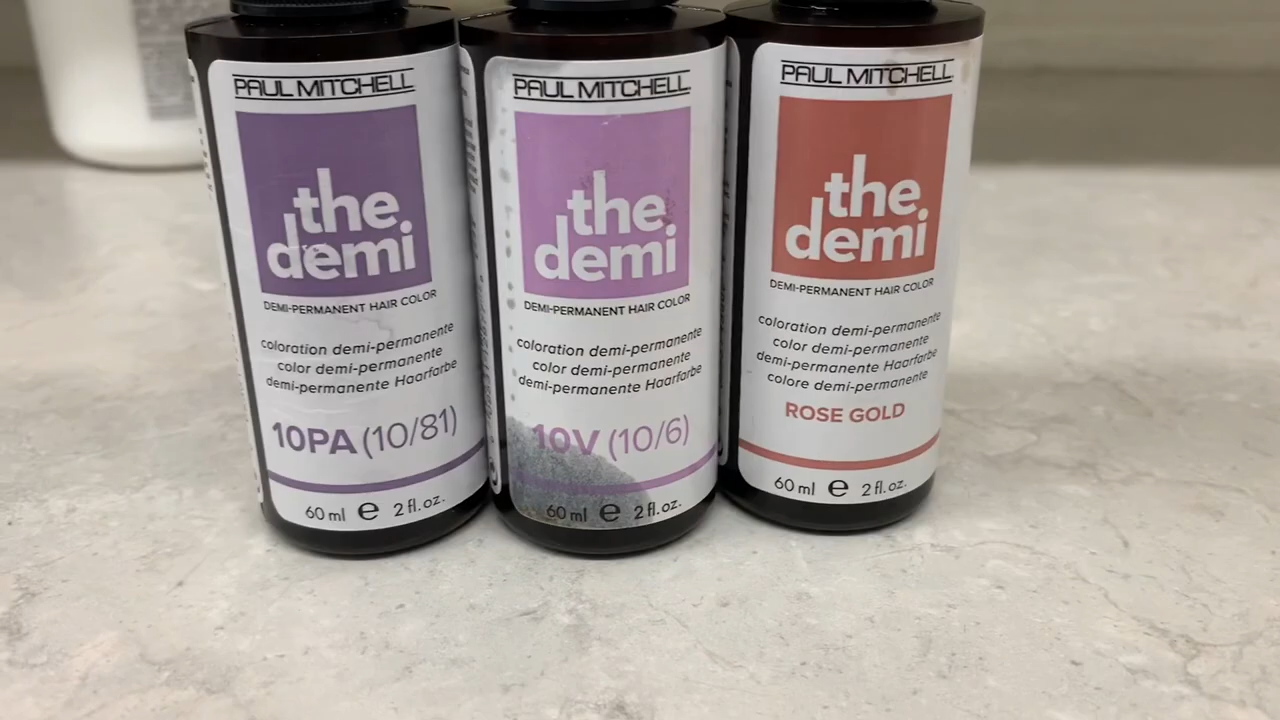 PAUL MITCHELL
the
demi
DEMI-PERMANENT HAIR COLOR
coloration demi-permanente
color demi-permanente
demi-permanente Haarfarbe
10PA (10/81)
60 ml e 2 fl. oz.
PAUL MITCHELL
the
demi
DEMI-PERMANENT HAIR COLOR
coloration demi-permanente
color demi-permanente
demi-permanente Haarfarbe
10V (10/6)
60 ml e 2 fl. oz.
PAUL MITCHELL
the
demi
DEMI-PERMANENT HAIR COLOR
coloration demi-permanente
color demi-permanente
demi-permanente Haarfarbe
colore demi-permanente
ROSE GOLD
60 ml e 2 fl. oz.